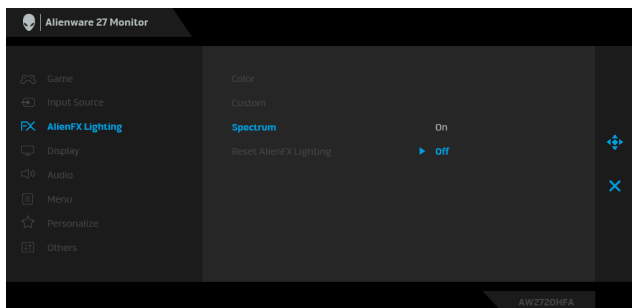 Alienware 27 Monitor
Game
Input Source
FX AlienFX Lighting
Display
Audio
Menu
Personalize
Others
Color
Custom
Spectrum On
Reset AlienFX Lighting Off
AW2720HFA